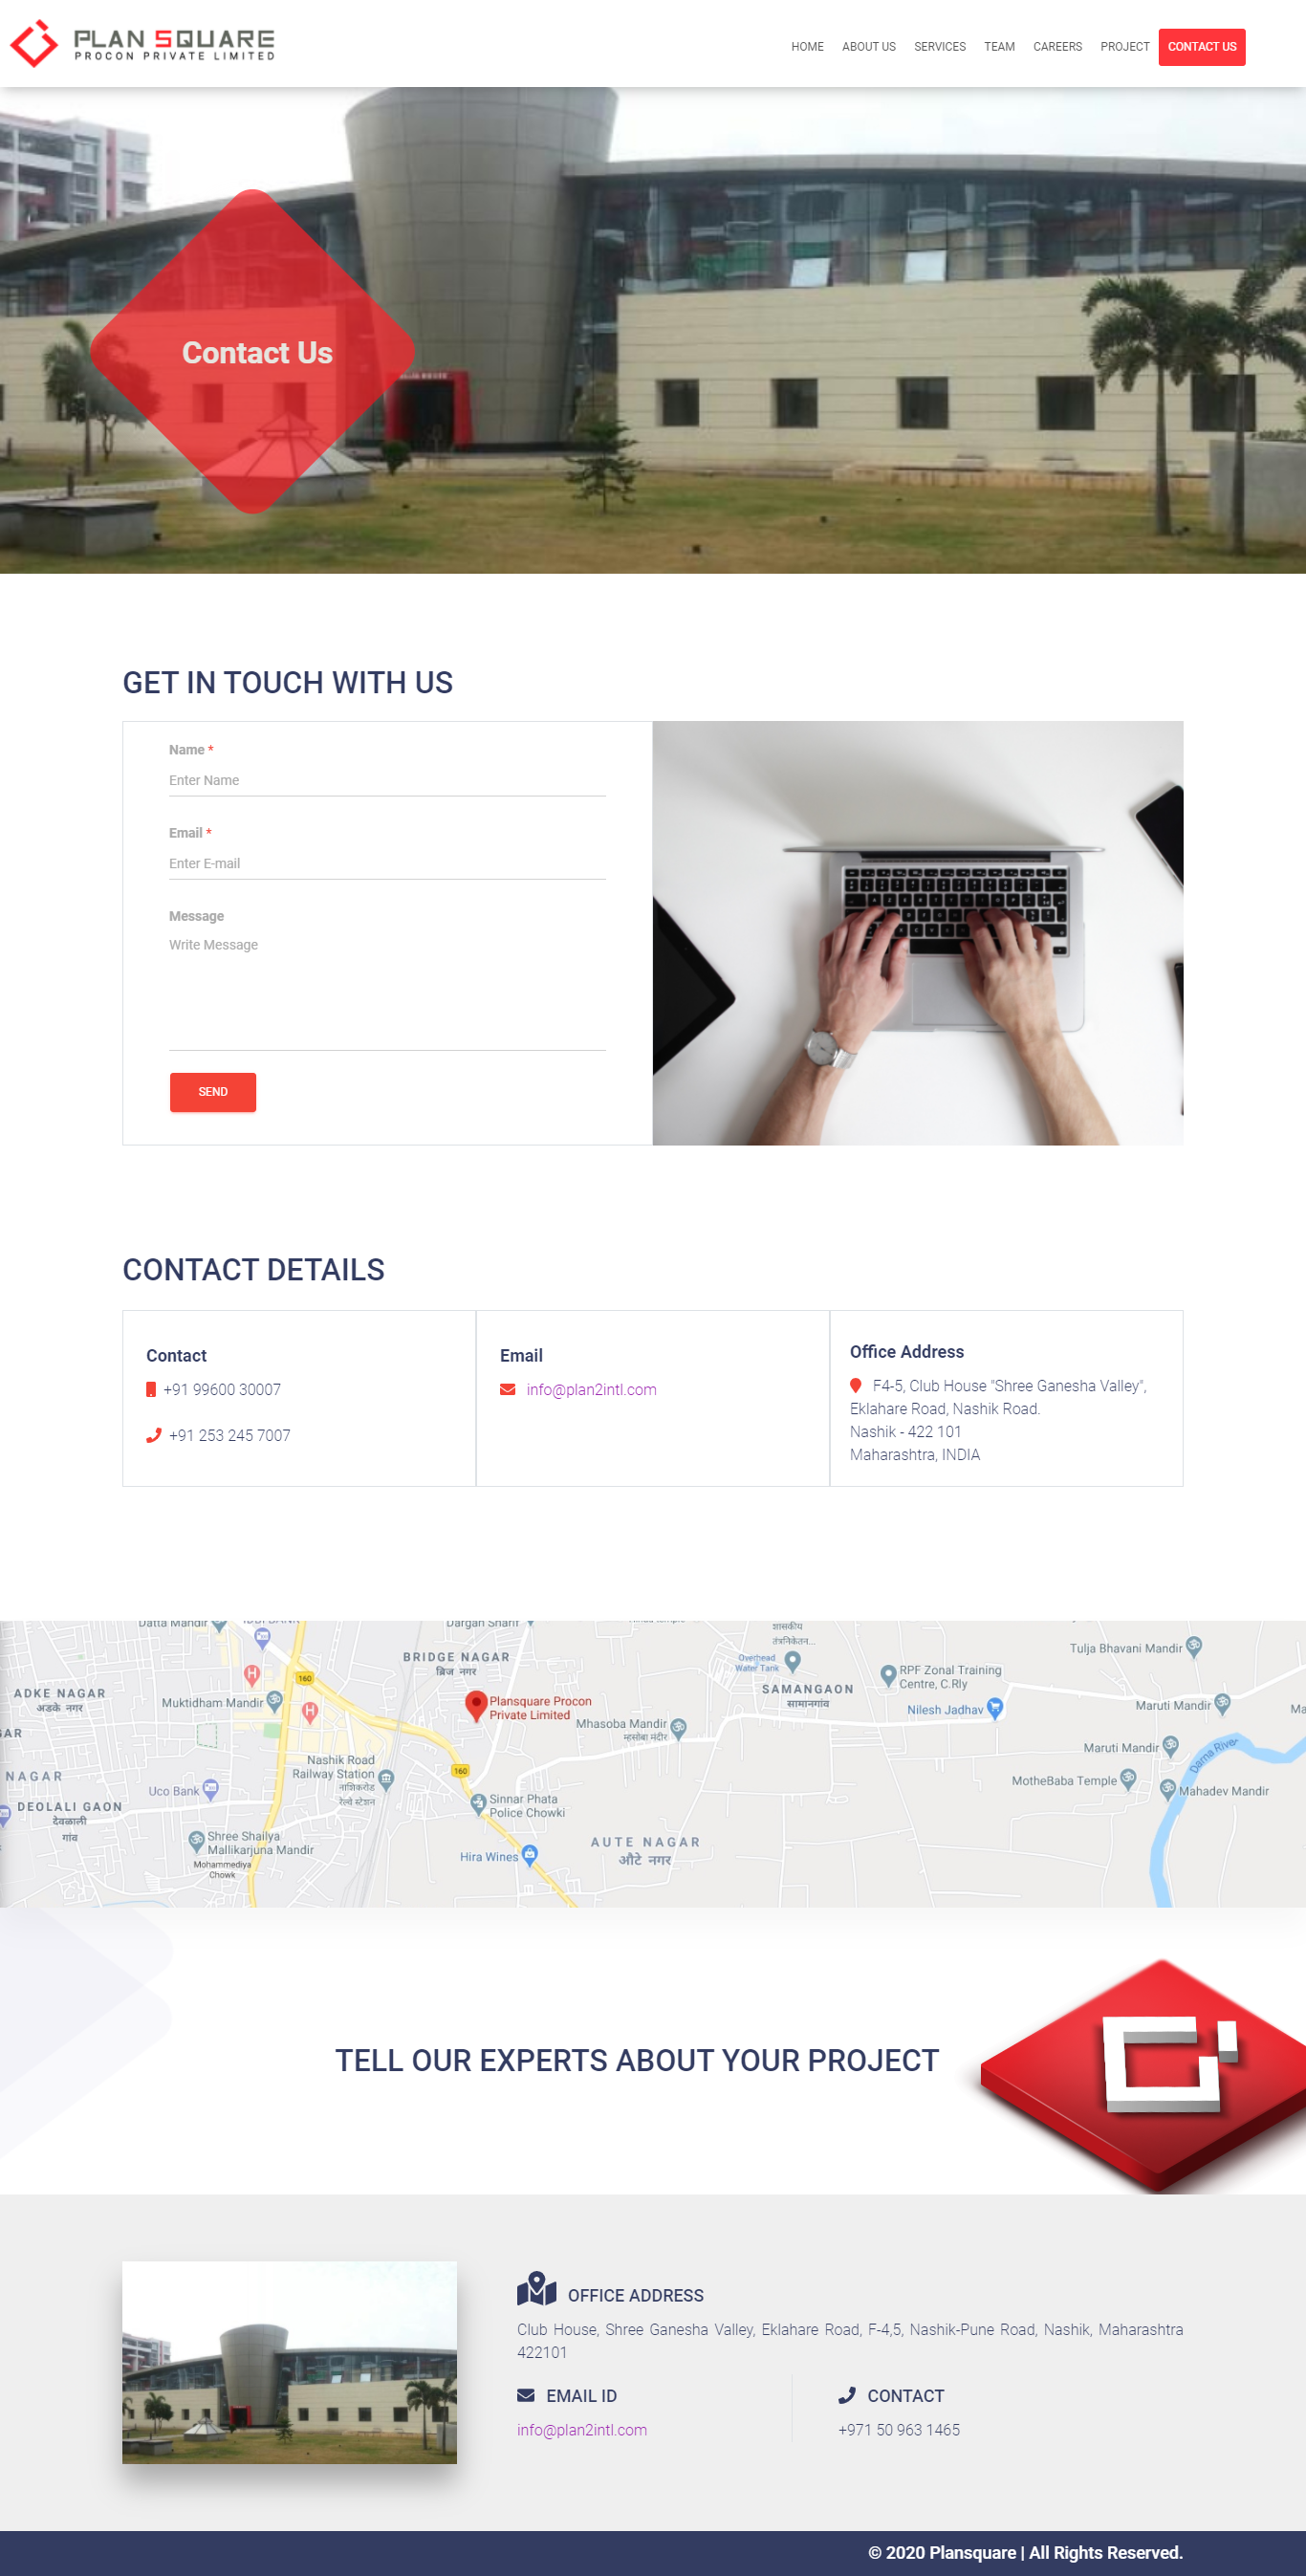 PLAN SQUARE
PROCON PRIVATE LIMITED
HOME ABOUT US SERVICES TEAM CAREERS PROJECT CONTACT US
Contact Us
GET IN TOUCH WITH US
Name *
Enter Name
Email *
Enter E-mail
Message
Write Message
SEND
CONTACT DETAILS
Contact
+91 99600 30007
+91 253 245 7007
Email
info@plan2intl.com
Office Address
F4-5, Club House "Shree Ganesha Valley",
Eklahare Road, Nashik Road.
Nashik - 422 101
Maharashtra, INDIA
Datta Mandir
Dargah Sharif
शासकीय
तंत्रनिकेतन...
Tulja Bhavani Mandir
BRIDGE NAGAR
ब्रिज नगर
Overhead
Water Tank
RPF Zonal Training
Centre, C.Rly
ADKE NAGAR
अडके नगर
Muktidham Mandir
160
Plansquare Procon
Private Limited
SAMANGAON
सामानगांव
Nilesh Jadhav
Maruti Mandir
Ma
GAR
Mhasoba Mandir
म्हसोबा मंदीर
Maruti Mandir
Darna River
NAGAR
Nashik Road
Railway Station
नाशिकरोड
रेल्वे स्टेशन
160
MotheBaba Temple
Mahadev Mandir
Uco Bank
DEOLALI GAON
देवळाली
गांव
Sinnar Phata
Police Chowki
Shree Shailya
Mallikarjuna Mandir
Mohammediya
Chowk
Hira Wines
AUTE NAGAR
औटे नगर
TELL OUR EXPERTS ABOUT YOUR PROJECT
OFFICE ADDRESS
Club House, Shree Ganesha Valley, Eklahare Road, F-4,5, Nashik-Pune Road, Nashik, Maharashtra
422101
EMAIL ID
info@plan2intl.com
CONTACT
+971 50 963 1465
© 2020 Plansquare | All Rights Reserved.